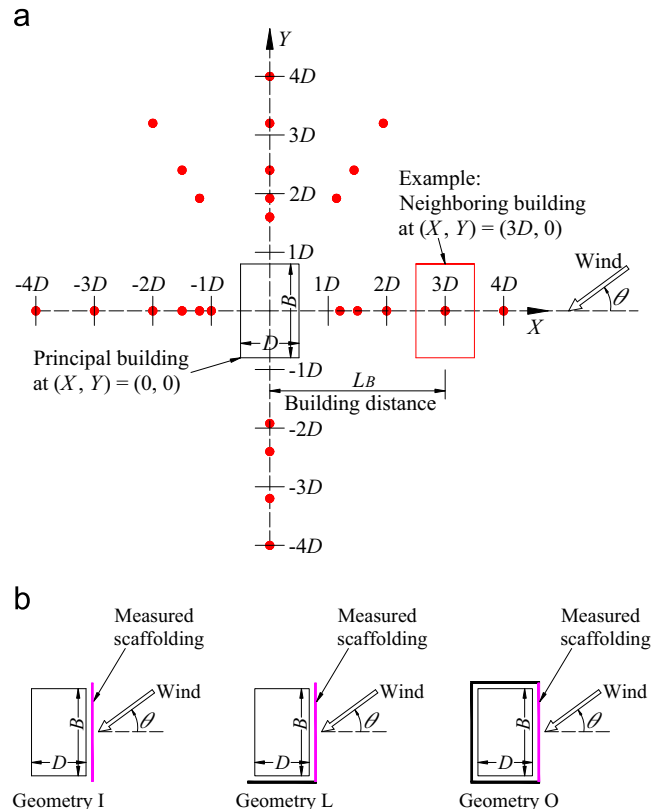 a
Y
4D
3D
2D
1D
Example:
Neighboring building
at (X, Y) = (3D, 0)
Wind
θ
-4D -3D -2D -1D
1D 2D 3D 4D
B
D
X
Principal building
at (X, Y) = (0, 0)
-1D
LB
Building distance
-2D
-3D
-4D
b
Measured
scaffolding
Wind
B
θ
D
Geometry I
Measured
scaffolding
Wind
B
θ
D
Geometry L
Measured
scaffolding
Wind
B
θ
D
Geometry O